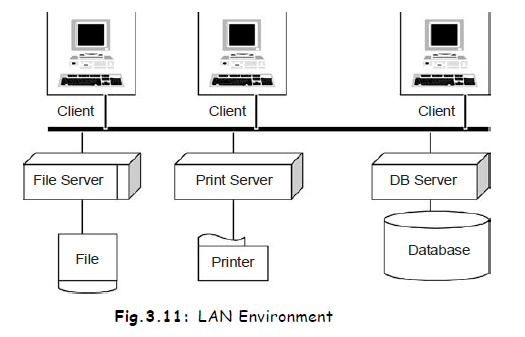 Client Client Client
File Server Print Server DB Server
File Printer Database
Fig.3.11: LAN Environment